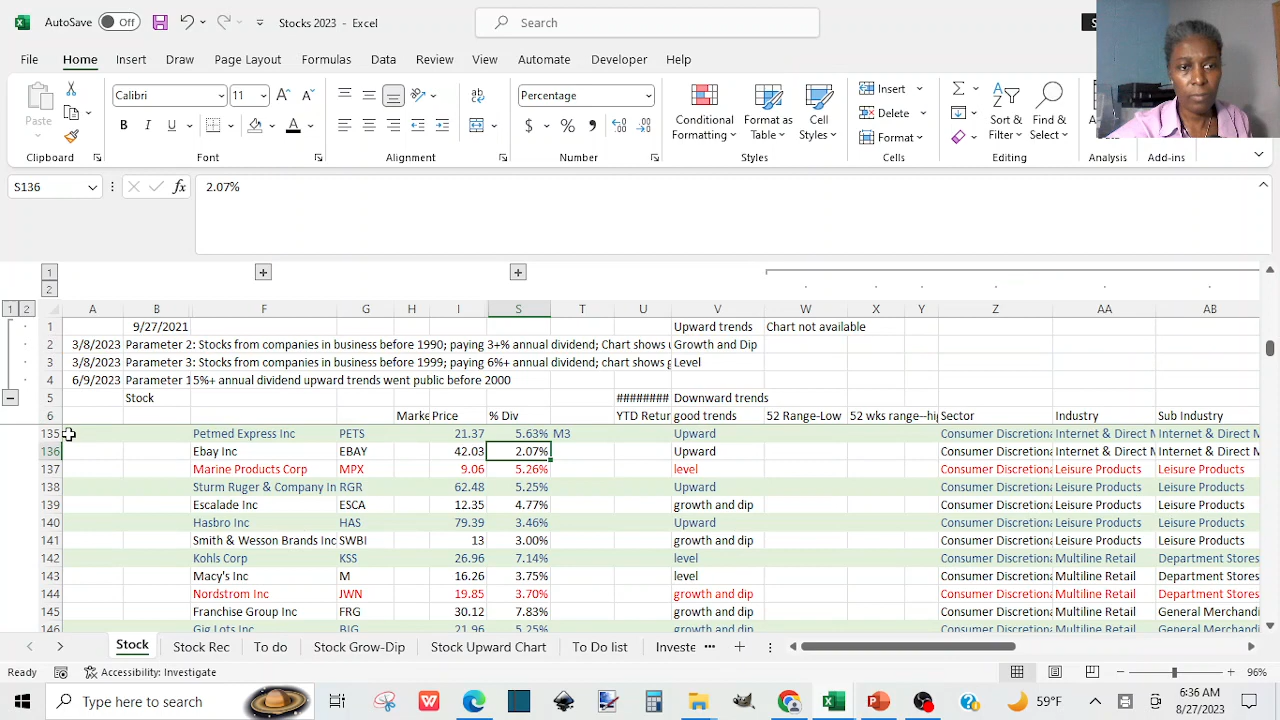 AutoSave Off Stocks 2023 - Excel Search
File Home Insert Draw Page Layout Formulas Data Review View Automate Developer Help
Paste Calibri 11 Percentage Conditional Formatting Format as Table Cell Styles Insert Delete Format Sort & Filter Find & Select
Clipboard Font Alignment Number Styles Cells Editing Analysis Add-ins
S136 fx 2.07%
1
2
1 2 A B F G H I S T U V W X Y Z AA AB
1 9/27/2021 Upward trends Chart not available
2 3/8/2023 Parameter 2: Stocks from companies in business before 1990; paying 3+% annual dividend; Chart shows Growth and Dip
3 3/8/2023 Parameter 3: Stocks from companies in business before 1999; paying 6%+ annual dividend; Chart shows Level
4 6/9/2023 Parameter 15%+ annual dividend upward trends went public before 2000
5 Stock ######## Downward trends
6 Marke Price % Div YTD Retur good trends 52 Range-Low 52 wks range--hi Sector Industry Sub Industry
135 Petmed Express Inc PETS 21.37 5.63% M3 Upward Consumer Discretiona Internet & Direct M Internet & Direct M
136 Ebay Inc EBAY 42.03 2.07% Upward Consumer Discretiona Internet & Direct M Internet & Direct M
137 Marine Products Corp MPX 9.06 5.26% level Consumer Discretiona Leisure Products Leisure Products
138 Sturm Ruger & Company In RGR 62.48 5.25% Upward Consumer Discretiona Leisure Products Leisure Products
139 Escalade Inc ESCA 12.35 4.77% growth and dip Consumer Discretiona Leisure Products Leisure Products
140 Hasbro Inc HAS 79.39 3.46% Upward Consumer Discretiona Leisure Products Leisure Products
141 Smith & Wesson Brands Inc SWBI 13 3.00% growth and dip Consumer Discretiona Leisure Products Leisure Products
142 Kohls Corp KSS 26.96 7.14% level Consumer Discretiona Multiline Retail Department Stores
143 Macy's Inc M 16.26 3.75% level Consumer Discretiona Multiline Retail Department Stores
144 Nordstrom Inc JWN 19.85 3.70% growth and dip Consumer Discretiona Multiline Retail Department Stores
145 Franchise Group Inc FRG 30.12 7.83% growth and dip Consumer Discretiona Multiline Retail General Merchand
146 Gig Lots Inc BIG 21.96 5.25% growth and dip Consumer Discretiona Multiline Retail General Merchand
Stock Stock Rec To do Stock Grow-Dip Stock Upward Chart To Do list Investe ...
Ready Accessibility: Investigate 96%
Type here to search 59°F 6:36 AM
8/27/2023